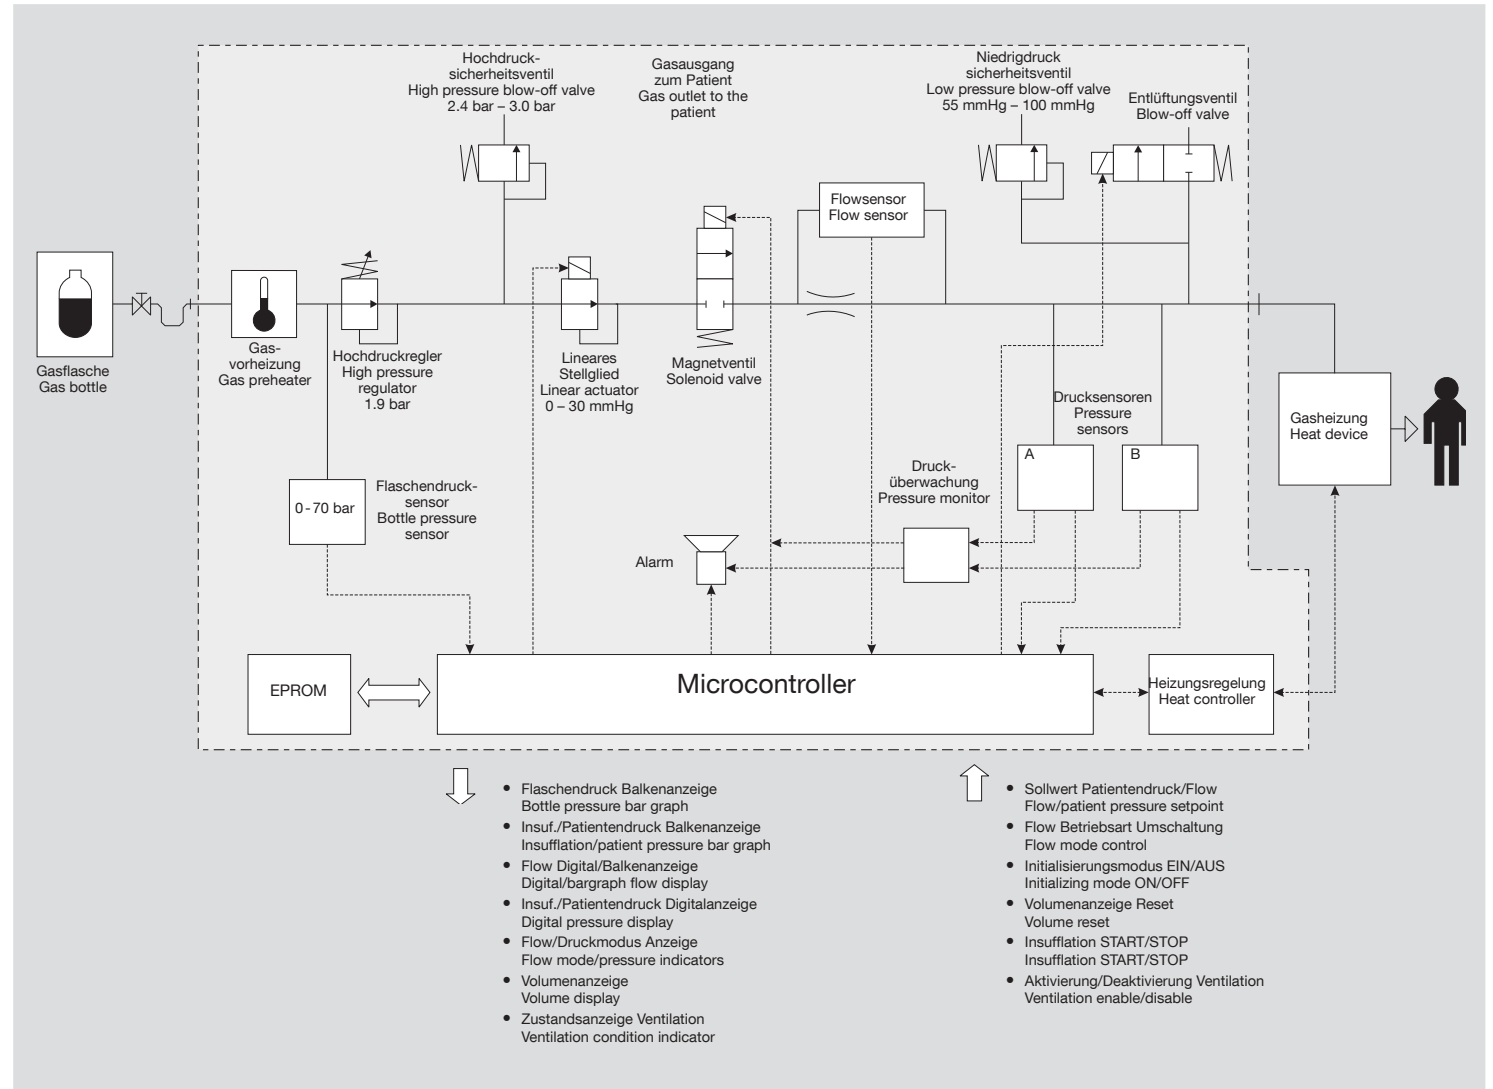 Hochdruck-
sicherheitsventil
High pressure blow-off valve
2.4 bar – 3.0 bar
Gasausgang
zum Patient
Gas outlet to the
patient
Niedrigdruck
sicherheitsventil
Low pressure blow-off valve
55 mmHg – 100 mmHg
Entlüftungsventil
Blow-off valve
Flowsensor
Flow sensor
Gasflasche
Gas bottle
Gas-
vorheizung
Gas preheater
Hochdruckregler
High pressure
regulator
1.9 bar
Lineares
Stellglied
Linear actuator
0 – 30 mmHg
Magnetventil
Solenoid valve
Drucksensoren
Pressure
sensors
A
B
Gasheizung
Heat device
0 - 70 bar
Flaschendruck-
sensor
Bottle pressure
sensor
Druck-
überwachung
Pressure monitor
Alarm
EPROM
Microcontroller
Heizungsregelung
Heat controller
• Flaschendruck Balkenanzeige
Bottle pressure bar graph
• Insuf./Patientendruck Balkenanzeige
Insufflation/patient pressure bar graph
• Flow Digital/Balkenanzeige
Digital/bargraph flow display
• Insuf./Patientendruck Digitalanzeige
Digital pressure display
• Flow/Druckmodus Anzeige
Flow mode/pressure indicators
• Volumenanzeige
Volume display
• Zustandsanzeige Ventilation
Ventilation condition indicator
• Sollwert Patientendruck/Flow
Flow/patient pressure setpoint
• Flow Betriebsart Umschaltung
Flow mode control
• Initialisierungsmodus EIN/AUS
Initializing mode ON/OFF
• Volumenanzeige Reset
Volume reset
• Insufflation START/STOP
Insufflation START/STOP
• Aktivierung/Deaktivierung Ventilation
Ventilation enable/disable